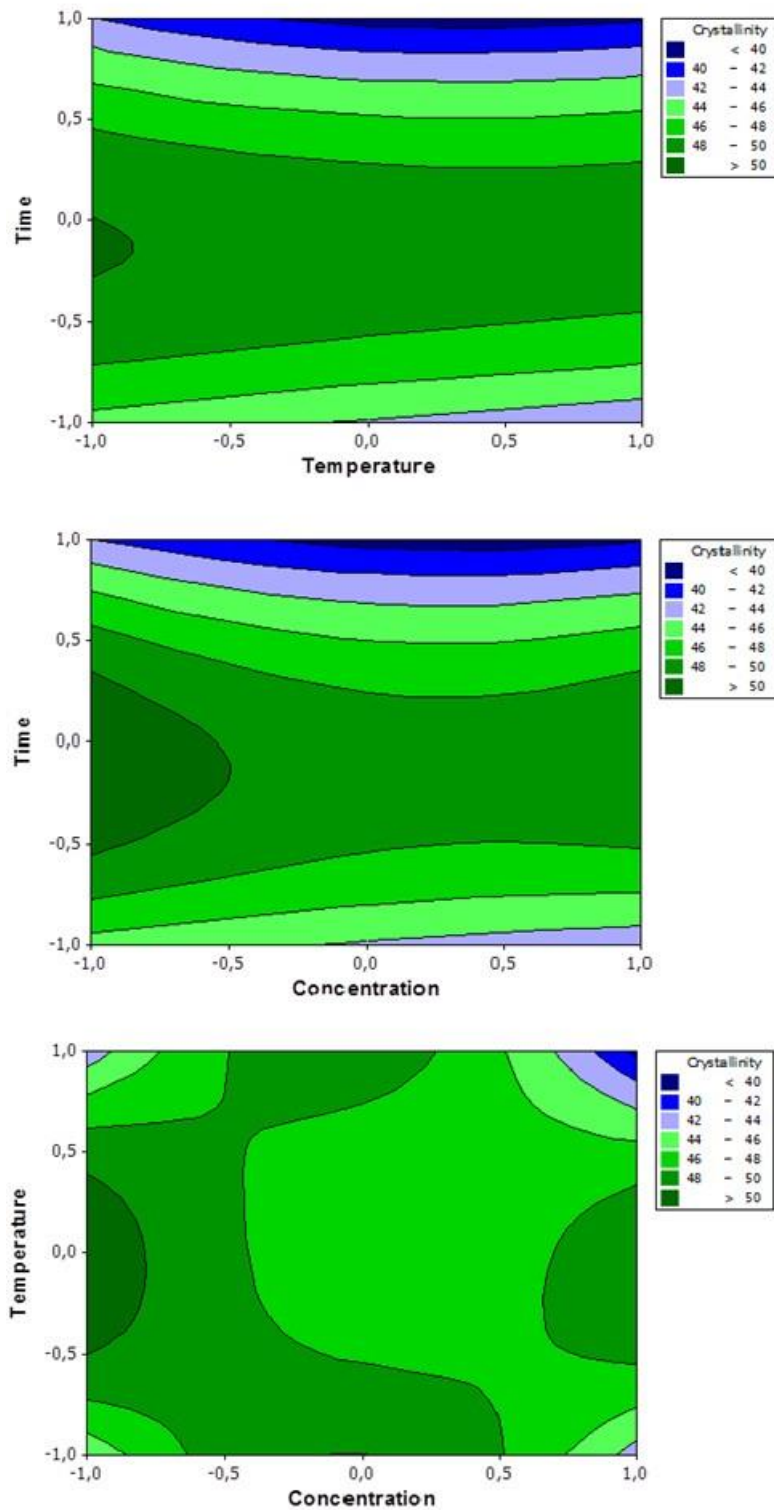 Crystallinity
< 40
40 – 42
42 – 44
44 – 46
46 – 48
48 – 50
> 50
1,0
0,5
0,0
-0,5
-1,0
Time
-1,0 -0,5 0,0 0,5 1,0
Temperature
Crystallinity
< 40
40 – 42
42 – 44
44 – 46
46 – 48
48 – 50
> 50
1,0
0,5
0,0
-0,5
-1,0
Time
-1,0 -0,5 0,0 0,5 1,0
Concentration
Crystallinity
< 40
40 – 42
42 – 44
44 – 46
46 – 48
48 – 50
> 50
1,0
0,5
0,0
-0,5
-1,0
Temperature
-1,0 -0,5 0,0 0,5 1,0
Concentration